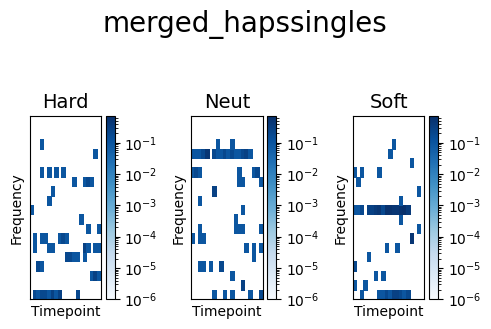 merged_hapssingles
Hard
Neut
Soft
Frequency
Frequency
Frequency
10⁻¹
10⁻²
10⁻³
10⁻⁴
10⁻⁵
10⁻⁶
10⁻¹
10⁻²
10⁻³
10⁻⁴
10⁻⁵
10⁻⁶
10⁻¹
10⁻²
10⁻³
10⁻⁴
10⁻⁵
10⁻⁶
Timepoint
Timepoint
Timepoint